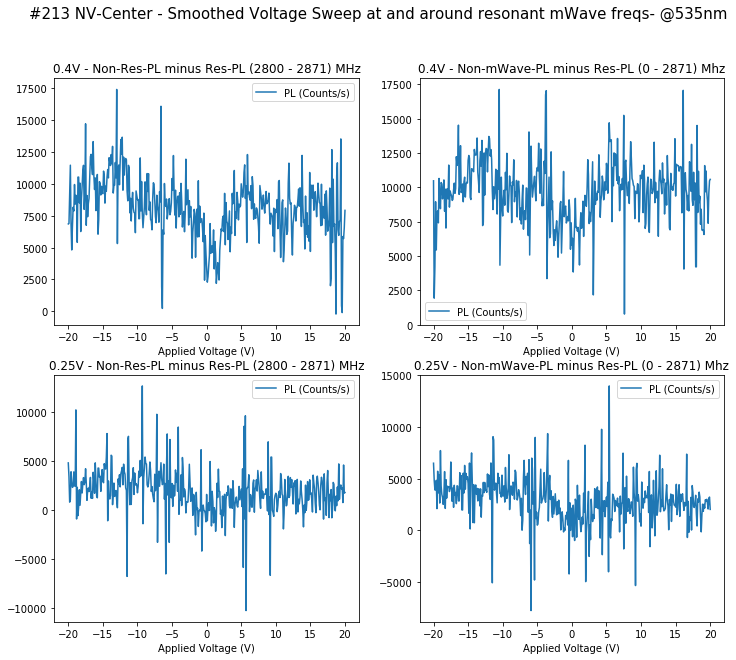 #213 NV-Center - Smoothed Voltage Sweep at and around resonant mWave freqs- @535nm
0.4V - Non-Res-PL minus Res-PL (2800 - 2871) MHz
PL (Counts/s)
17500
15000
12500
10000
7500
5000
2500
0
−20 −15 −10 −5 0 5 10 15 20
Applied Voltage (V)
0.4V - Non-mWave-PL minus Res-PL (0 - 2871) Mhz
17500
15000
12500
10000
7500
5000
2500
0
PL (Counts/s)
−20 −15 −10 −5 0 5 10 15 20
Applied Voltage (V)
0.25V - Non-Res-PL minus Res-PL (2800 - 2871) MHz
PL (Counts/s)
10000
5000
0
−5000
−10000
−20 −15 −10 −5 0 5 10 15 20
Applied Voltage (V)
0.25V - Non-mWave-PL minus Res-PL (0 - 2871) Mhz
15000
PL (Counts/s)
10000
5000
0
−5000
−20 −15 −10 −5 0 5 10 15 20
Applied Voltage (V)